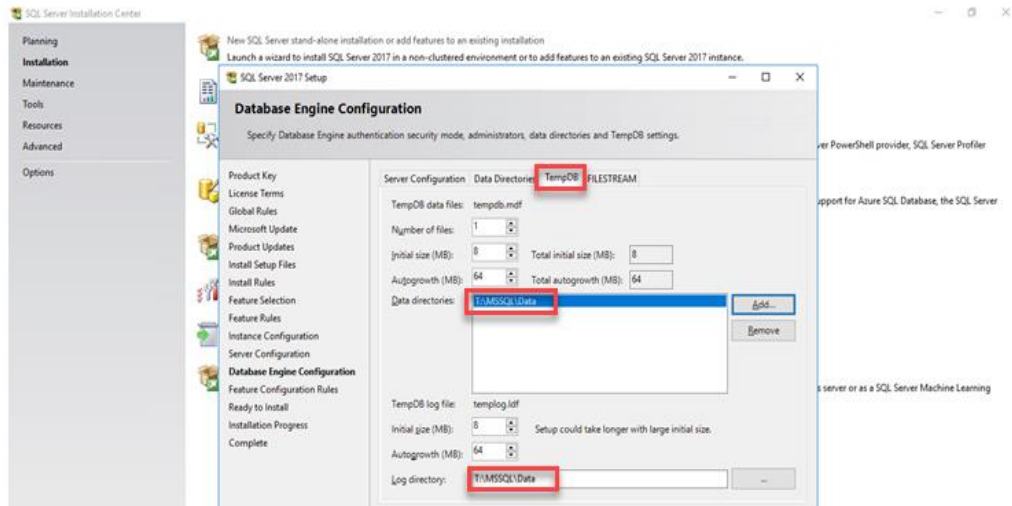 SQL Server Installation Center
Planning
Installation
Maintenance
Tools
Resources
Advanced
Options
New SQL Server stand-alone installation or add features to an existing installation
Launch a wizard to install SQL Server 2017 in a non-clustered environment or to add features to an existing SQL Server 2017 instance.
SQL Server 2017 Setup
Database Engine Configuration
Specify Database Engine authentication security mode, administrators, data directories and TempDB settings.
ver PowerShell provider, SQL Server Profiler
upport for Azure SQL Database, the SQL Server
s server or as a SQL Server Machine Learning
Product Key
License Terms
Global Rules
Microsoft Update
Product Updates
Install Setup Files
Install Rules
Feature Selection
Feature Rules
Instance Configuration
Server Configuration
Database Engine Configuration
Feature Configuration Rules
Ready to Install
Installation Progress
Complete
Server Configuration Data Directories TempDB FILESTREAM
TempDB data files: tempdb.mdf
Number of files: 1
Initial size (MB): 8 Total initial size (MB): 8
Autogrowth (MB): 64 Total autogrowth (MB): 64
Data directories: T:\MSSQL\Data
Add...
Remove
TempDB log file: templog.ldf
Initial size (MB): 8 Setup could take longer with large initial size.
Autogrowth (MB): 64
Log directory: T:\MSSQL\Data ...